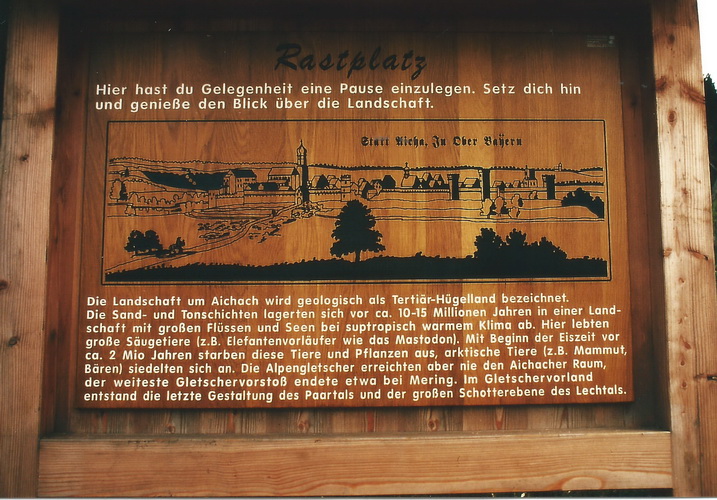 Rastplatz
Hier hast du Gelegenheit eine Pause einzulegen. Setz dich hin
und genieße den Blick über die Landschaft.
Statt Aicha, In Ober Bayern
Die Landschaft um Aichach wird geologisch als Tertiär-Hügelland bezeichnet.
Die Sand- und Tonschichten lagerten sich vor ca. 10-15 Millionen Jahren in einer Land-
schaft mit großen Flüssen und Seen bei suptropisch warmem Klima ab. Hier lebten
große Säugetiere (z.B. Elefantenvorläufer wie das Mastodon). Mit Beginn der Eiszeit vor
ca. 2 Mio Jahren starben diese Tiere und Pflanzen aus, arktische Tiere (z.B. Mammut,
Bären) siedelten sich an. Die Alpengletscher erreichten aber nie den Aichacher Raum,
der weiteste Gletschervorstoß endete etwa bei Mering. Im Gletschervorland
entstand die letzte Gestaltung des Paartals und der großen Schotterebene des Lechtals.